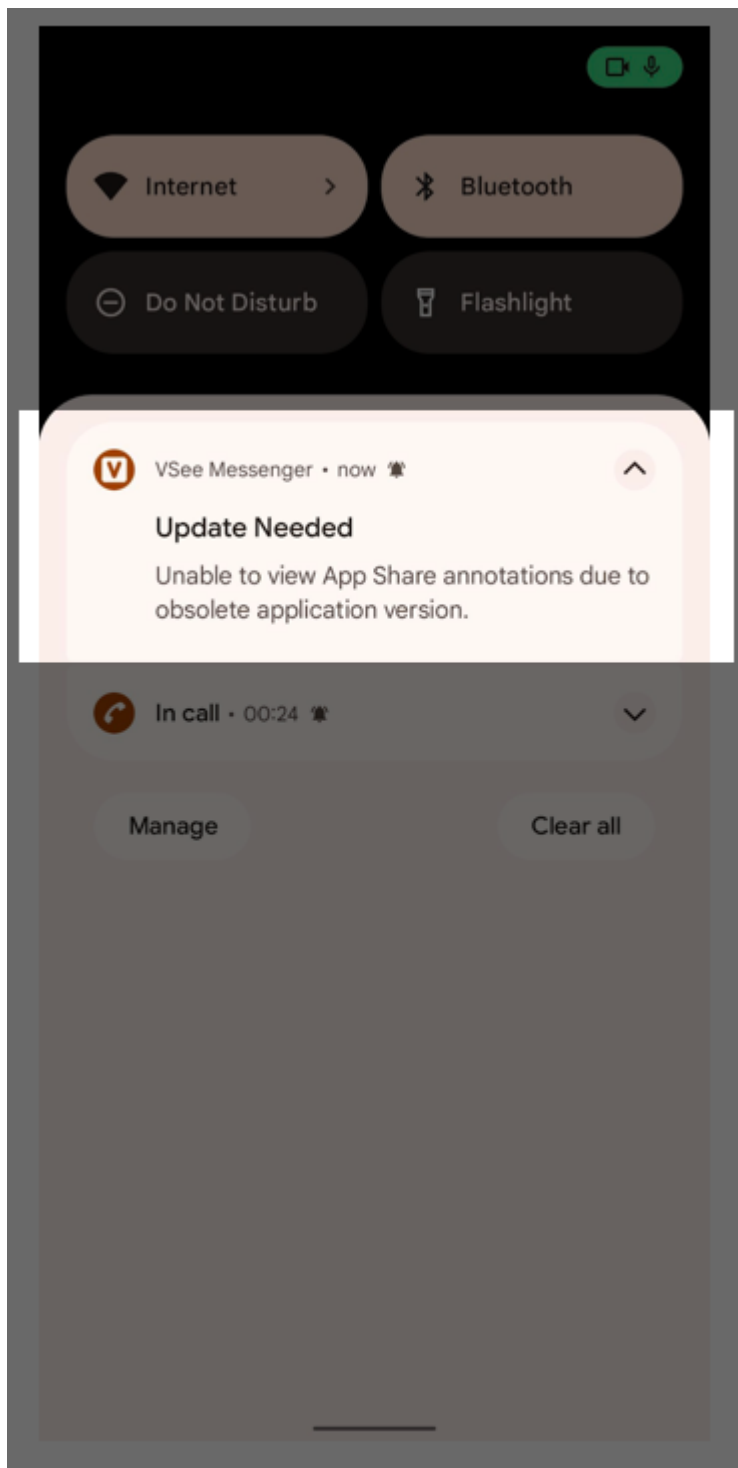 Internet
Bluetooth
Do Not Disturb
Flashlight
V
VSee Messenger • now
Update Needed
Unable to view App Share annotations due to
obsolete application version.
In call • 00:24
Manage
Clear all